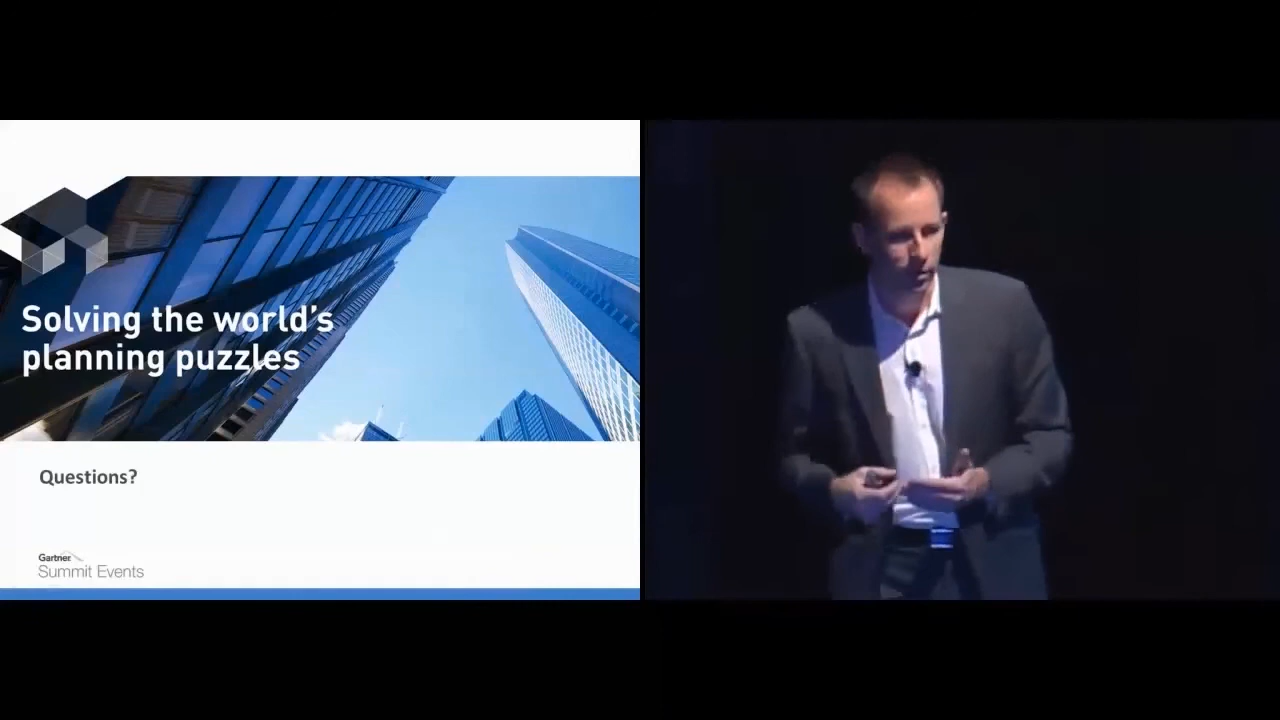 Solving the world's
planning puzzles
Questions?
Gartner
Summit Events